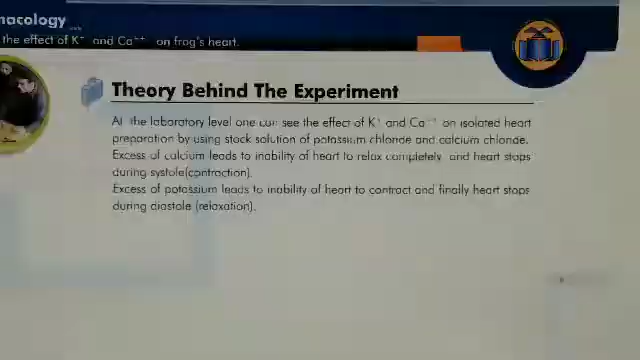 macology
the effect of K⁺ and Ca⁺⁺ on frog's heart.
Theory Behind The Experiment
At the laboratory level one can see the effect of K⁺ and Ca⁺⁺ on isolated heart
preparation by using stock solution of potassium chloride and calcium chloride.
Excess of calcium leads to inability of heart to relax completely and heart stops
during systole(contraction).
Excess of potassium leads to inability of heart to contract and finally heart stops
during diastole (relaxation).